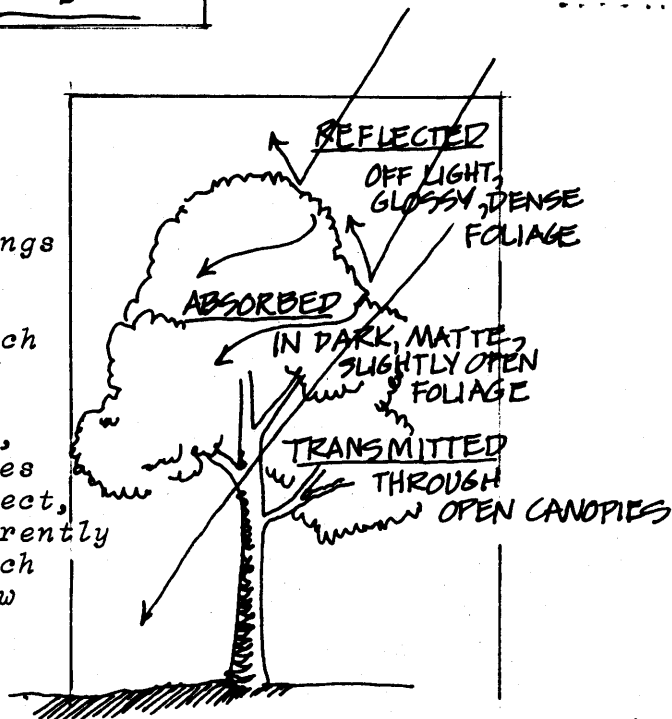 REFLECTED
OFF LIGHT,
GLOSSY, DENSE
FOLIAGE
ABSORBED
IN DARK, MATTE,
SLIGHTLY OPEN
FOLIAGE
TRANSMITTED
THROUGH
OPEN CANOPIES
ngs
ch
,
es
ect,
rently
ch
w